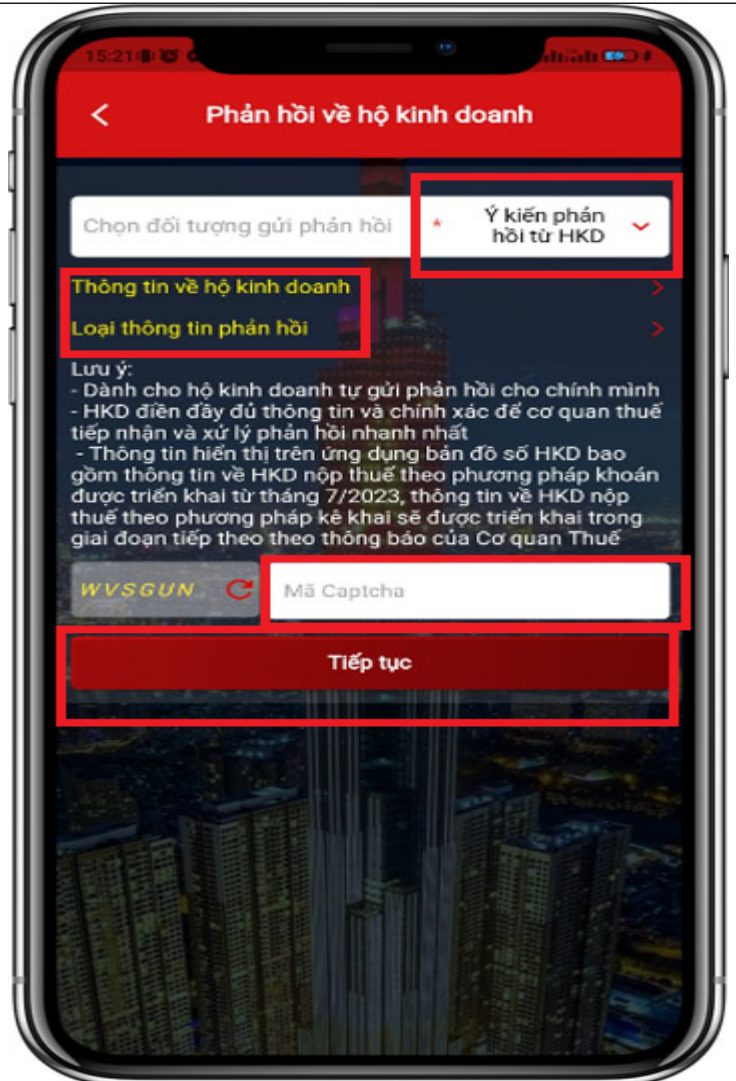 15:21
Phản hồi về hộ kinh doanh
Chọn đối tượng gửi phản hồi * Ý kiến phản
hồi từ HKD
Thông tin về hộ kinh doanh
Loại thông tin phản hồi
Lưu ý:
- Dành cho hộ kinh doanh tự gửi phản hồi cho chính mình
- HKD điền đầy đủ thông tin và chính xác để cơ quan thuế
tiếp nhận và xử lý phản hồi nhanh nhất
- Thông tin hiển thị trên ứng dụng bản đồ số HKD bao
gồm thông tin về HKD nộp thuế theo phương pháp khoán
được triển khai từ tháng 7/2023, thông tin về HKD nộp
thuế theo phương pháp kê khai sẽ được triển khai trong
giai đoạn tiếp theo theo thông báo của Cơ quan Thuế
WVSGUN Mã Captcha
Tiếp tục